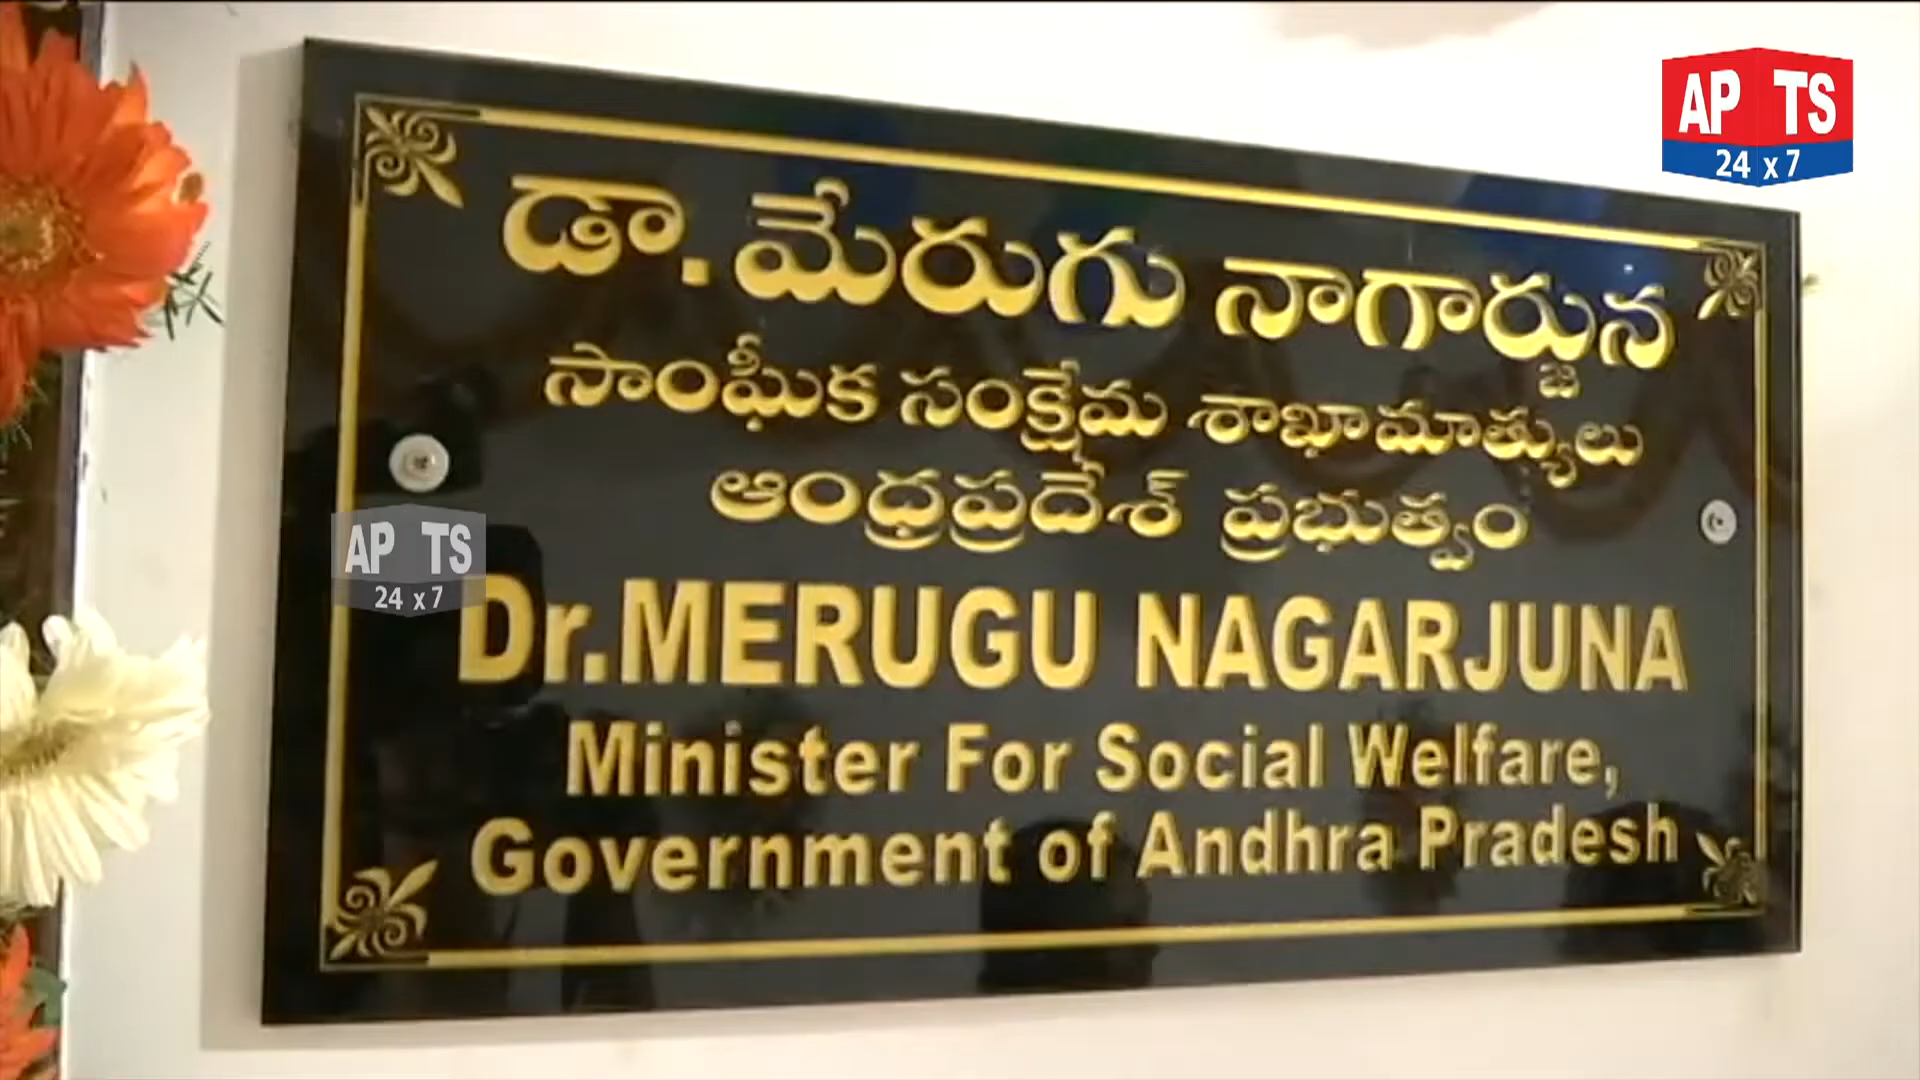 AP TS
24 x 7
డా. మేరుగు నాగార్జున
సాంఘీక సంక్షేమ శాఖామాత్యులు
ఆంధ్రప్రదేశ్ ప్రభుత్వం
AP TS
24 x 7
Dr.MERUGU NAGARJUNA
Minister For Social Welfare,
Government of Andhra Pradesh